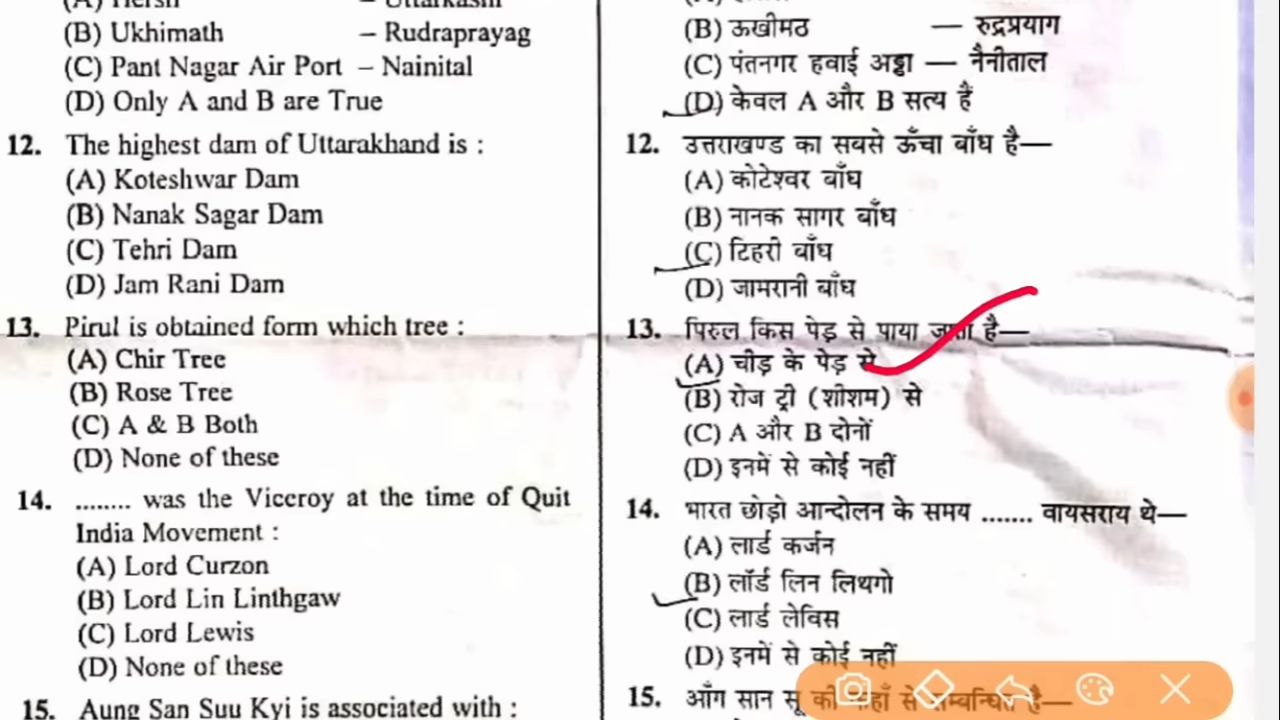 (B) Ukhimath – Rudraprayag
(C) Pant Nagar Air Port – Nainital
(D) Only A and B are True
12. The highest dam of Uttarakhand is :
(A) Koteshwar Dam
(B) Nanak Sagar Dam
(C) Tehri Dam
(D) Jam Rani Dam
13. Pirul is obtained form which tree :
(A) Chir Tree
(B) Rose Tree
(C) A & B Both
(D) None of these
14. ........ was the Viceroy at the time of Quit
India Movement :
(A) Lord Curzon
(B) Lord Lin Linthgaw
(C) Lord Lewis
(D) None of these
15. Aung San Suu Kyi is associated with :
(B) ऊखीमठ — रुद्रप्रयाग
(C) पंतनगर हवाई अड्डा — नैनीताल
(D) केवल A और B सत्य हैं
12. उत्तराखण्ड का सबसे ऊँचा बाँध है—
(A) कोटेश्वर बाँध
(B) नानक सागर बाँध
(C) टिहरी बाँध
(D) जामरानी बाँध
13. पिरुल किस पेड़ से पाया जाता है—
(A) चीड़ के पेड़ से
(B) रोज ट्री (शीशम) से
(C) A और B दोनों
(D) इनमें से कोई नहीं
14. भारत छोड़ो आन्दोलन के समय ....... वायसराय थे—
(A) लार्ड कर्जन
(B) लॉर्ड लिन लिथगो
(C) लार्ड लेविस
(D) इनमें से कोई नहीं
15. आँग सान सू से सम्बन्धित है—